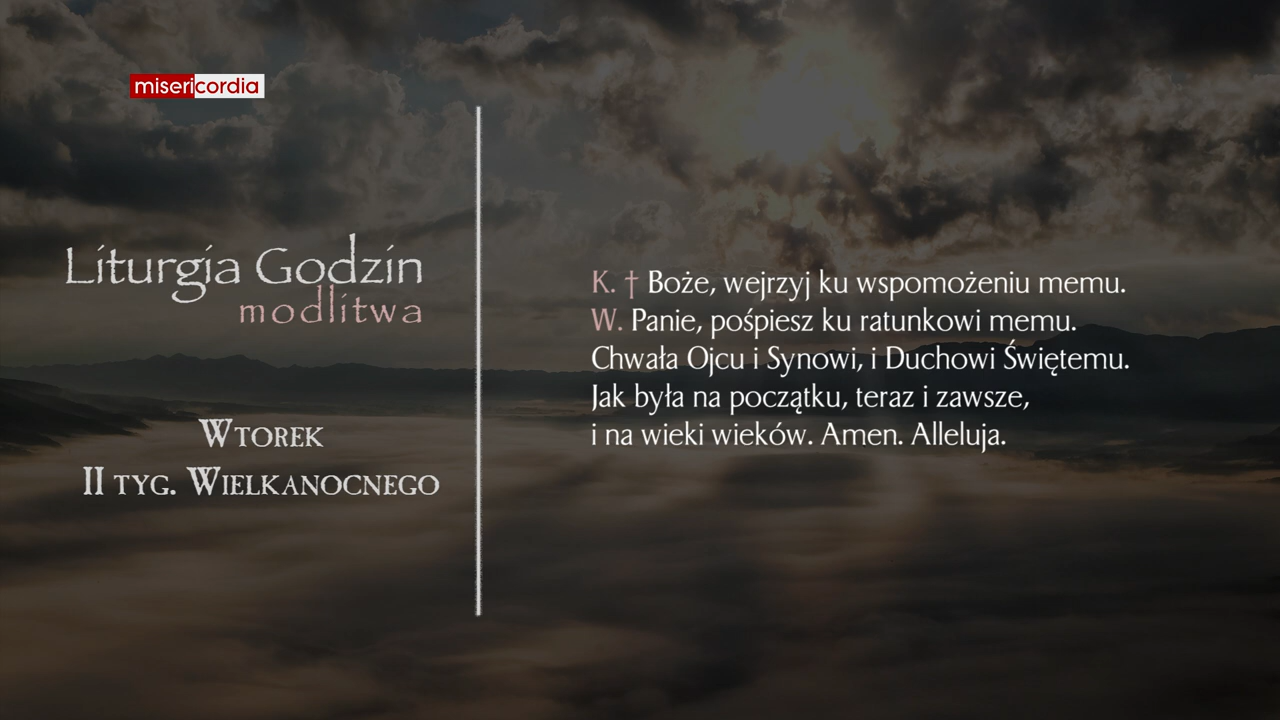 misericordia
Liturgia Godzin
modlitwa
Wtorek
II tyg. Wielkanocnego
K. † Boże, wejrzyj ku wspomożeniu memu.
W. Panie, pośpiesz ku ratunkowi memu.
Chwała Ojcu i Synowi, i Duchowi Świętemu.
Jak była na początku, teraz i zawsze,
i na wieki wieków. Amen. Alleluja.